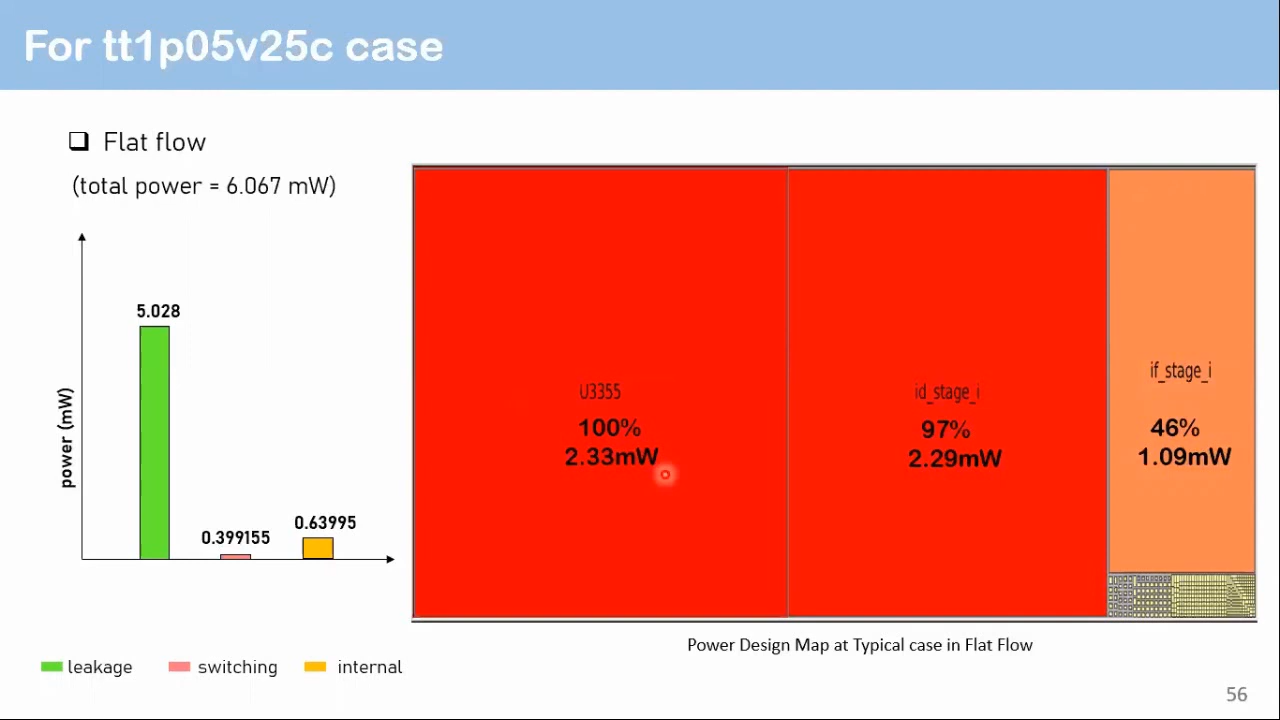 For tt1p05v25c case
Flat flow
(total power = 6.067 mW)
power (mW)
5.028
0.399155
0.63995
leakage
switching
internal
U3355
100%
2.33mW
id_stage_i
97%
2.29mW
if_stage_i
46%
1.09mW
Power Design Map at Typical case in Flat Flow
56